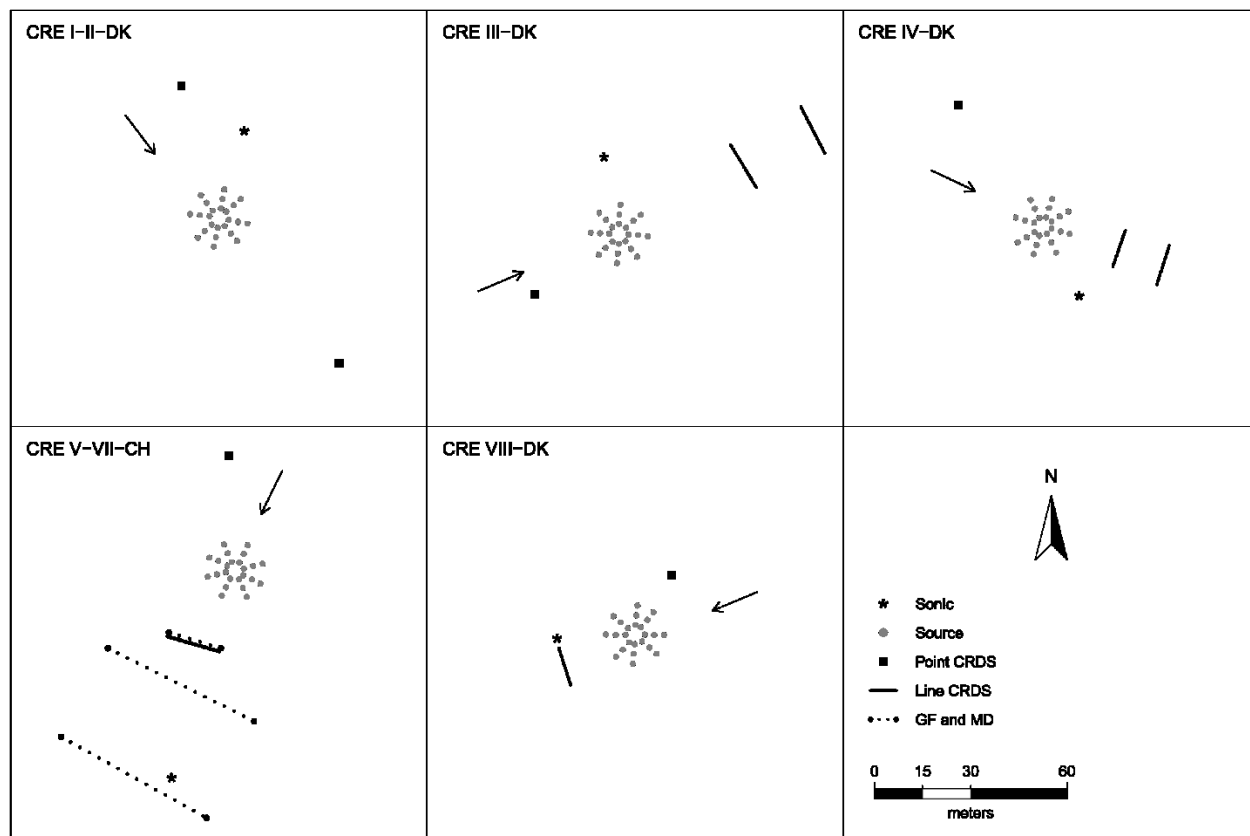 CRE I-II-DK
CRE III-DK
CRE IV-DK
CRE V-VII-CH
CRE VIII-DK
N
* Sonic
Source
Point CRDS
Line CRDS
GF and MD
0 15 30 60
meters